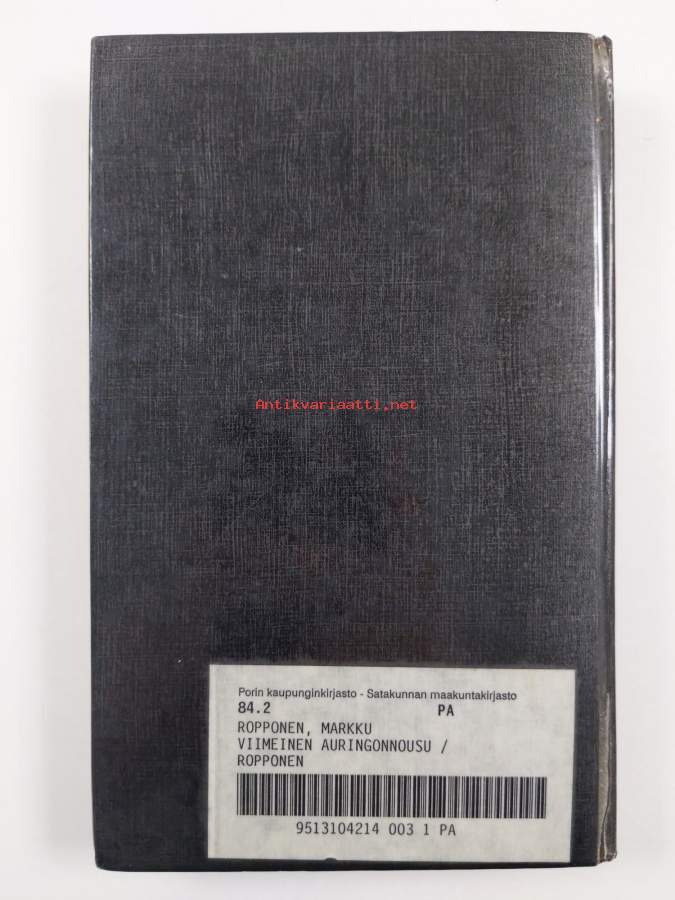 Antikvariaatti.net
Porin kaupunginkirjasto - Satakunnan maakuntakirjasto
84.2 PA
ROPPONEN, MARKKU
VIIMEINEN AURINGONNOUSU /
ROPPONEN
9513104214 003 1 PA